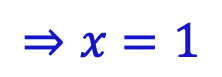 ⇒ x = 1